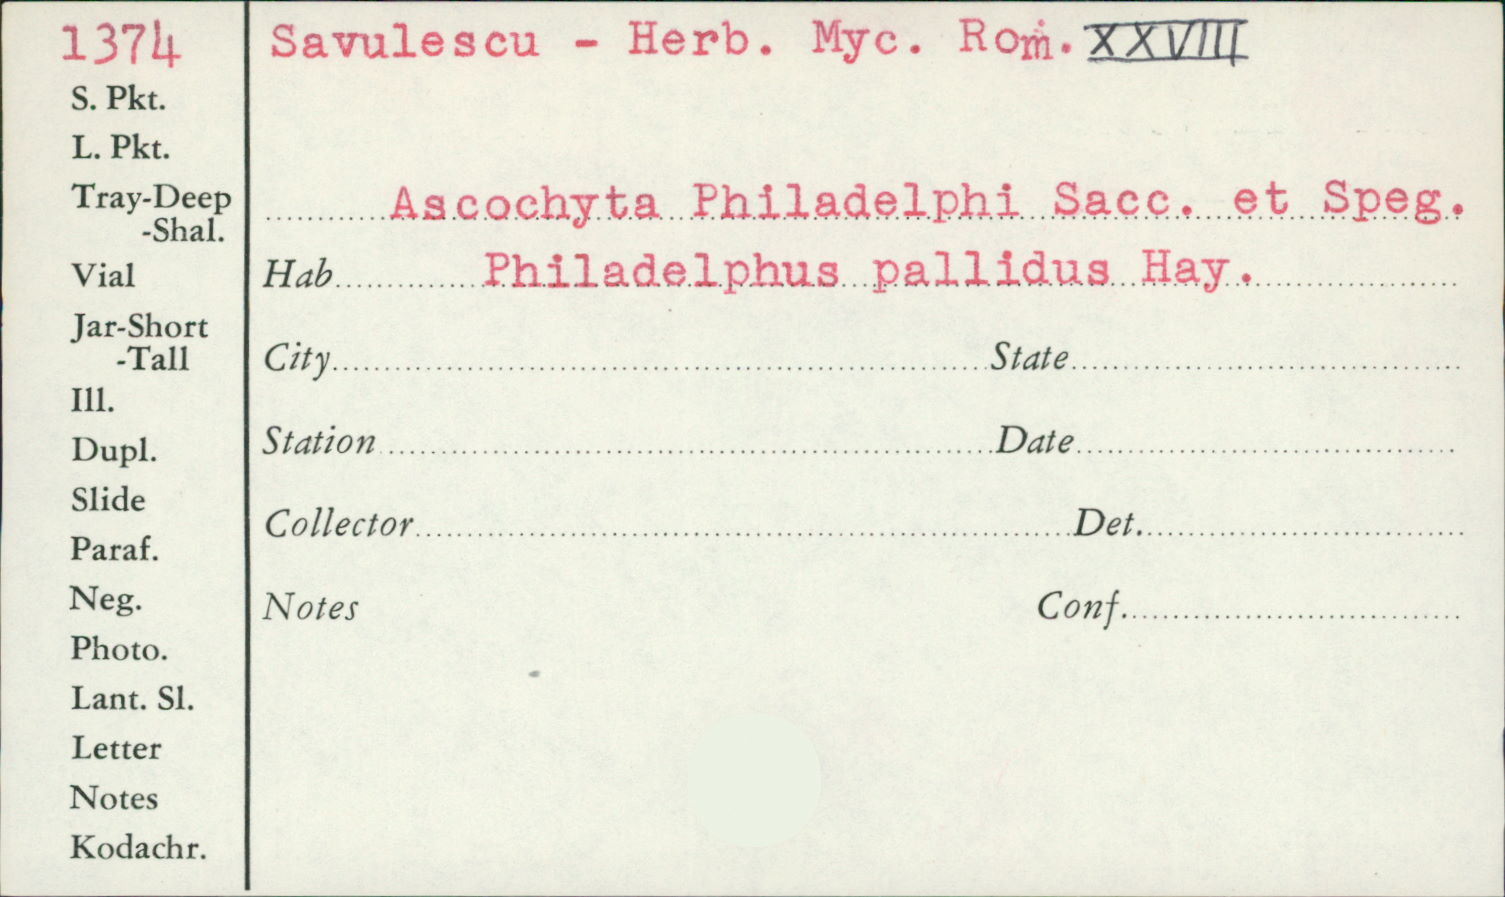 1374
Savulescu - Herb. Myc. Rom. XXVIII
S. Pkt.
L. Pkt.
Tray-Deep
-Shal.
Vial
Jar-Short
-Tall
Ill.
Dupl.
Slide
Paraf.
Neg.
Photo.
Lant. Sl.
Letter
Notes
Kodachr.
Ascochyta Philadelphi Sacc. et Speg.
Hab. Philadelphus pallidus Hay.
City State
Station Date
Collector Det.
Notes Conf.